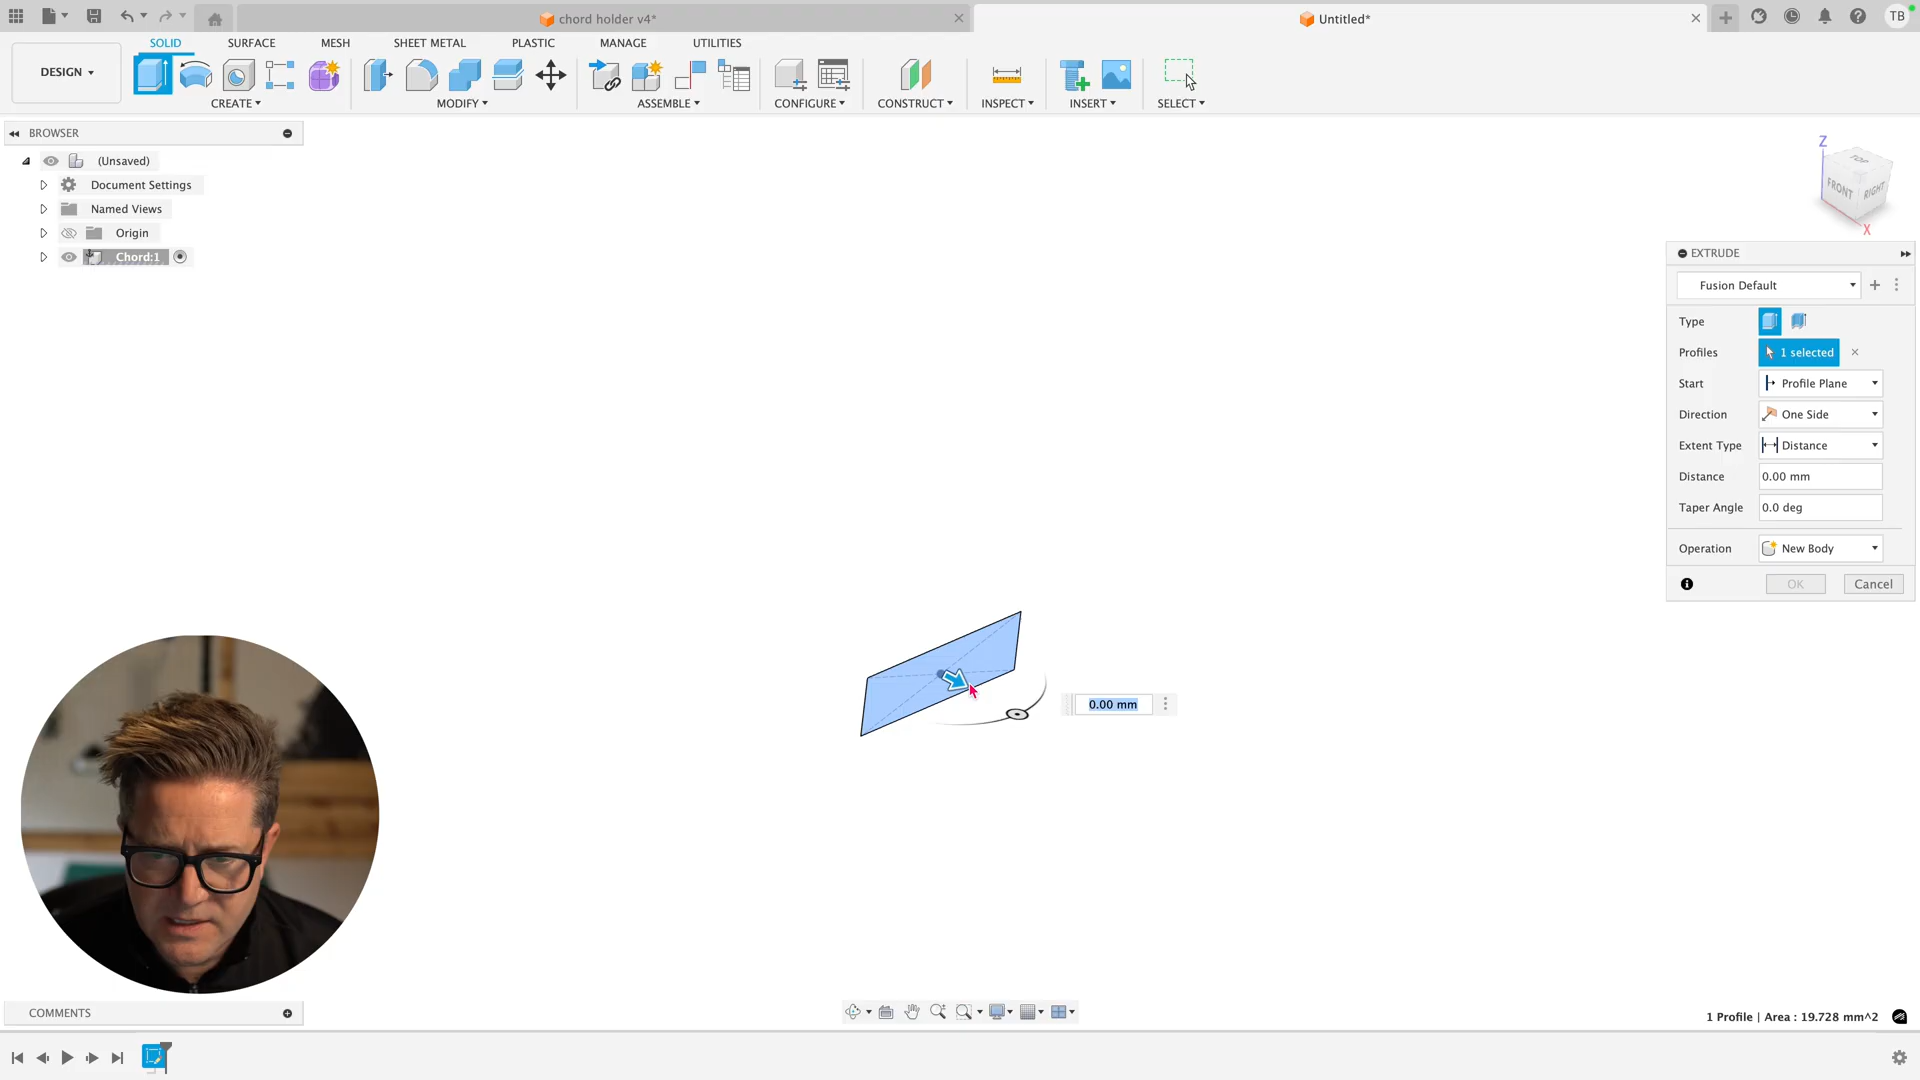 chord holder v4*
Untitled*
TB
DESIGN
SOLID
SURFACE
MESH
SHEET METAL
PLASTIC
MANAGE
UTILITIES
CREATE
MODIFY
ASSEMBLE
CONFIGURE
CONSTRUCT
INSPECT
INSERT
SELECT
BROWSER
(Unsaved)
Document Settings
Named Views
Origin
Chord:1
Z
TOP
FRONT
RIGHT
X
EXTRUDE
Fusion Default
Type
Profiles
1 selected
Start
Profile Plane
Direction
One Side
Extent Type
Distance
Distance
0.00 mm
Taper Angle
0.0 deg
Operation
New Body
OK
Cancel
0.00 mm
COMMENTS
1 Profile | Area : 19.728 mm^2